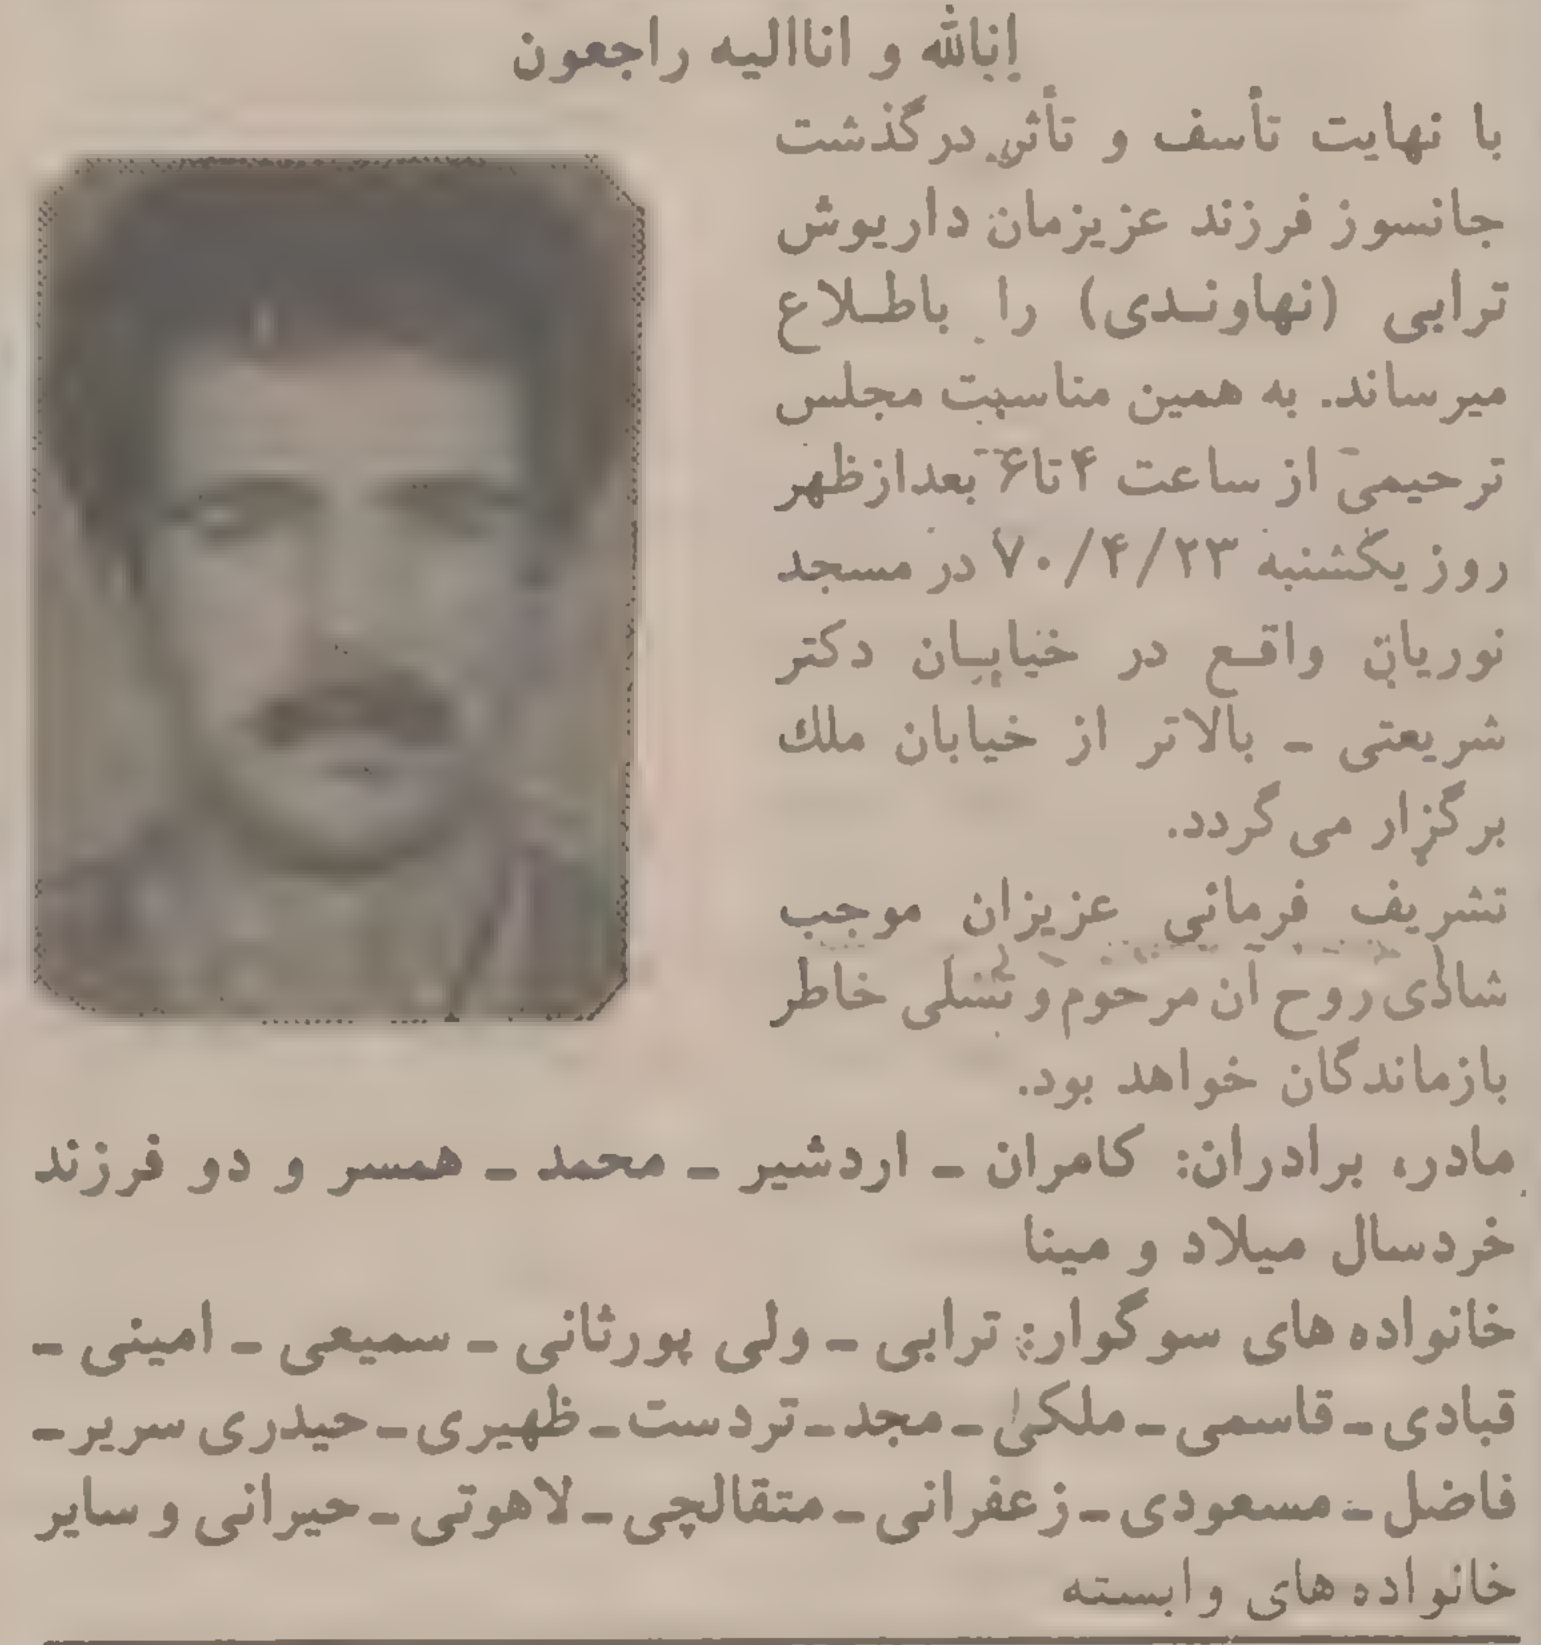 انالله و اناالیه راجعون
با نهایت تأسف و تأثر درگذشت
جانسوز فرزند عزیزمان داریوش
ترابی (نهاوندی) را باطلاع
میرساند. به همین مناسبت مجلس
ترحیمی از ساعت ۴تا۶ بعدازظهر
روز یکشنبه ۷۰/۴/۲۳ در مسجد
نوریان واقع در خیابان دکتر
شریعتی ـ بالاتر از خیابان ملك
برگزار می گردد.
تشریف فرمائی عزیزان موجب
شادی روح آن مرحوم و تسلی خاطر
بازماندگان خواهد بود.
مادر، برادران: کامران ـ اردشیر ـ محمد ـ همسر و دو فرزند
خردسال میلاد و مینا
خانواده های سوگوار: ترابی ـ ولی پورثانی ـ سمیعی ـ امینی ـ
قبادی ـ قاسمی ـ ملکی ـ مجد ـ تردست ـ ظهیری ـ حیدری سریر ـ
فاضل ـ مسعودی ـ زعفرانی ـ متقالچی ـ لاهوتی ـ حیرانی و سایر
خانواده های وابسته